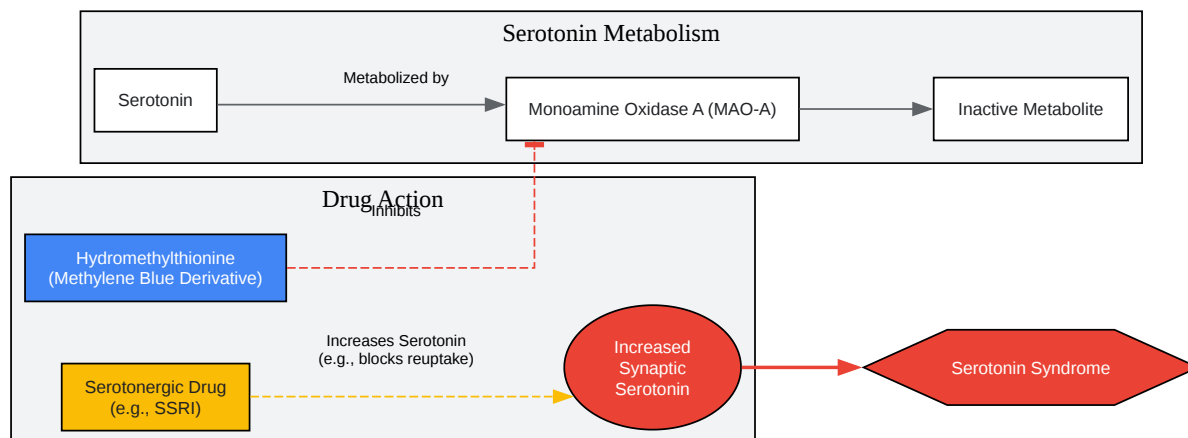 Serotonin Metabolism
Metabolized by
Serotonin
Monoamine Oxidase A (MAO-A)
Inactive Metabolite
Drug Action
Inhibits
Hydromethylthionine
(Methylene Blue Derivative)
Increases Serotonin
(e.g., blocks reuptake)
Increased
Synaptic
Serotonin
Serotonin Syndrome
Serotonergic Drug
(e.g., SSRI)